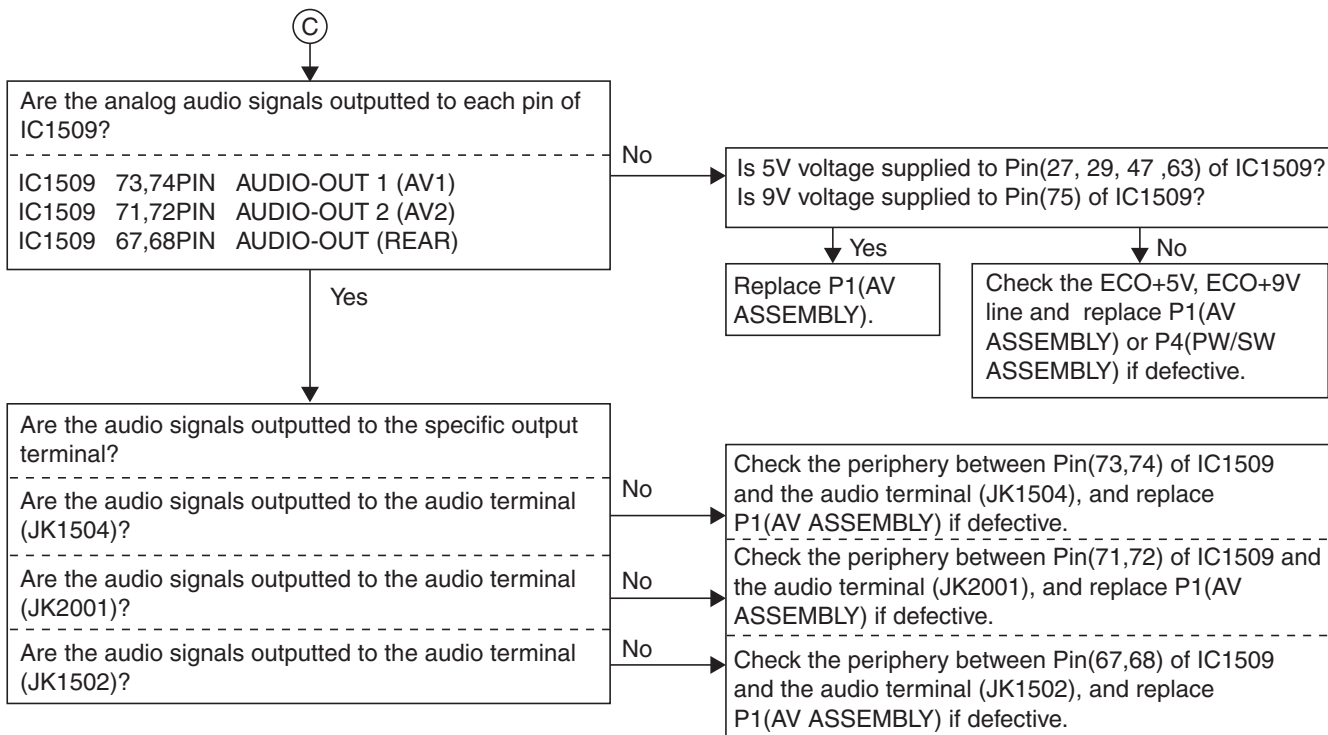 C
Are the analog audio signals outputted to each pin of
IC1509?
IC1509 73,74PIN AUDIO-OUT 1 (AV1)
IC1509 71,72PIN AUDIO-OUT 2 (AV2)
IC1509 67,68PIN AUDIO-OUT (REAR)
No
Is 5V voltage supplied to Pin(27, 29, 47 ,63) of IC1509?
Is 9V voltage supplied to Pin(75) of IC1509?
Yes
No
Replace P1(AV
ASSEMBLY).
Check the ECO+5V, ECO+9V
line and replace P1(AV
ASSEMBLY) or P4(PW/SW
ASSEMBLY) if defective.
Yes
Are the audio signals outputted to the specific output
terminal?
Are the audio signals outputted to the audio terminal
(JK1504)?
No
Check the periphery between Pin(73,74) of IC1509
and the audio terminal (JK1504), and replace
P1(AV ASSEMBLY) if defective.
Are the audio signals outputted to the audio terminal
(JK2001)?
No
Check the periphery between Pin(71,72) of IC1509 and
the audio terminal (JK2001), and replace P1(AV
ASSEMBLY) if defective.
Are the audio signals outputted to the audio terminal
(JK1502)?
No
Check the periphery between Pin(67,68) of IC1509
and the audio terminal (JK1502), and replace
P1(AV ASSEMBLY) if defective.